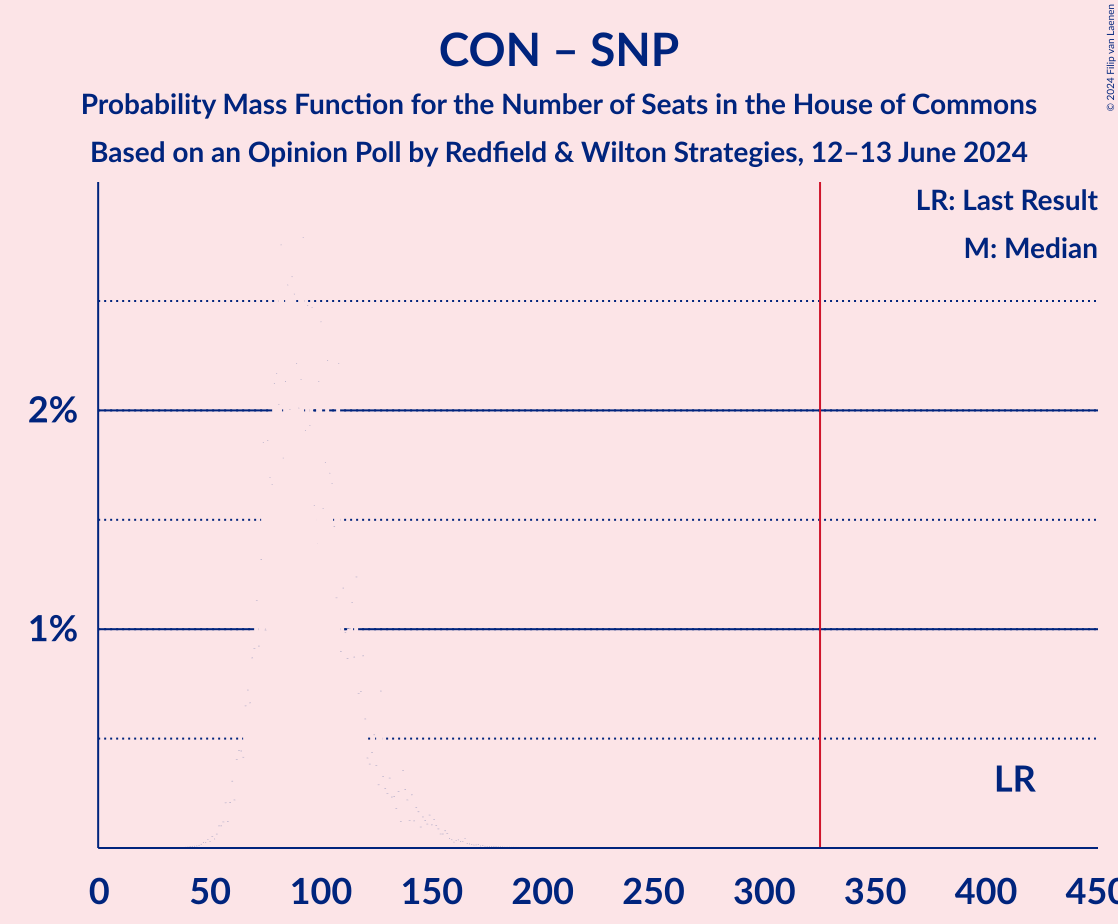 CON – SNP
Probability Mass Function for the Number of Seats in the House of Commons
Based on an Opinion Poll by Redfield & Wilton Strategies, 12–13 June 2024
© 2024 Filip van Laenen
LR: Last Result
M: Median
2%
1%
LR
0 50 100 150 200 250 300 350 400 450